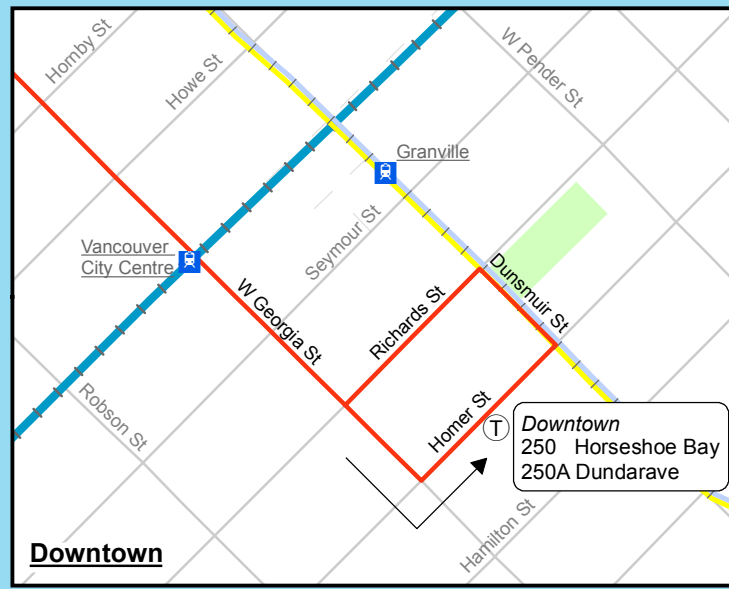 Hornby St
Howe St
W Pender St
Granville
Seymour St
Vancouver
City Centre
W Georgia St
Dunsmuir St
Richards St
Robson St
Homer St
T
Downtown
250 Horseshoe Bay
250A Dundarave
Hamilton St
Downtown